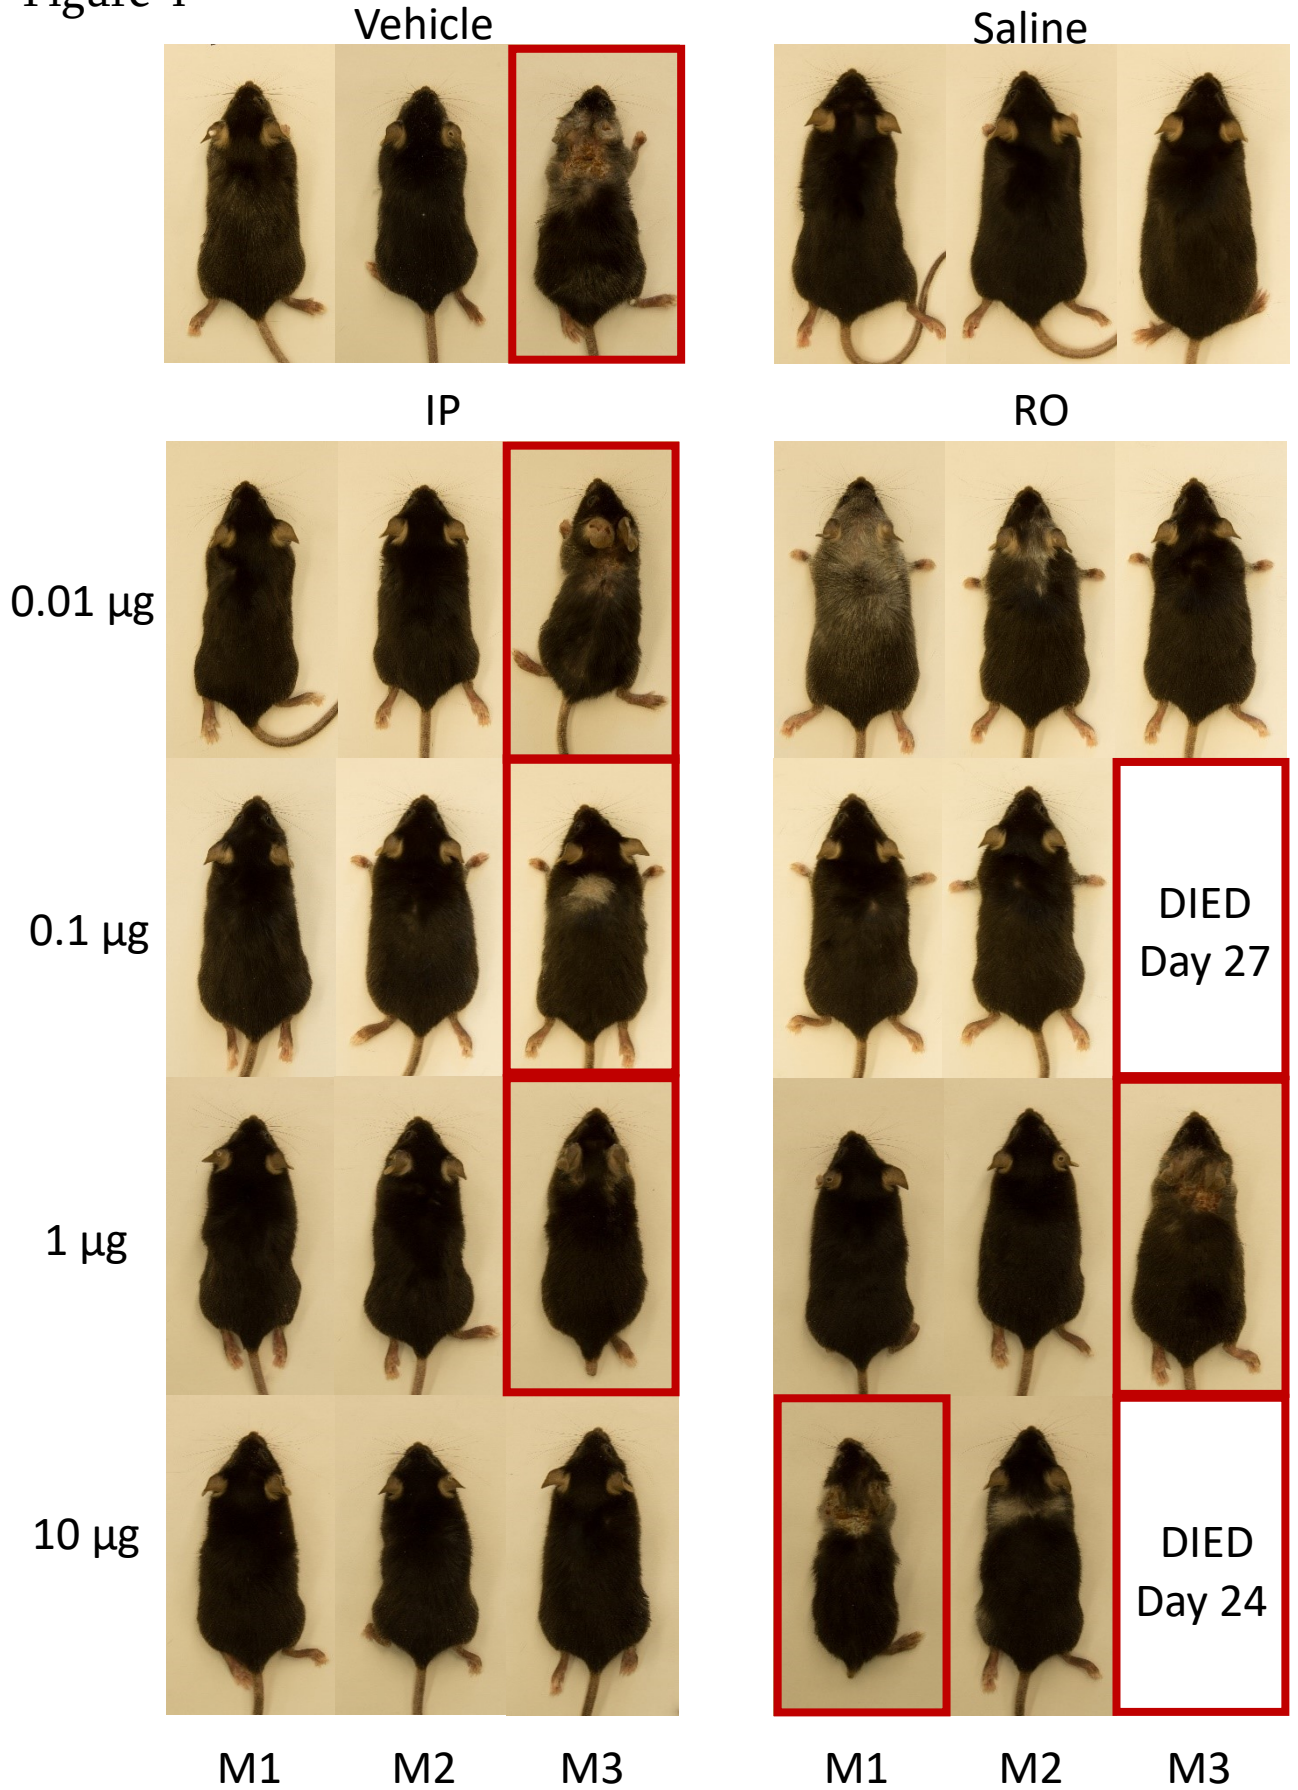 Vehicle
Saline
IP
RO
0.01 µg
0.1 µg
DIED
Day 27
1 µg
10 µg
DIED
Day 24
M1 M2 M3 M1 M2 M3